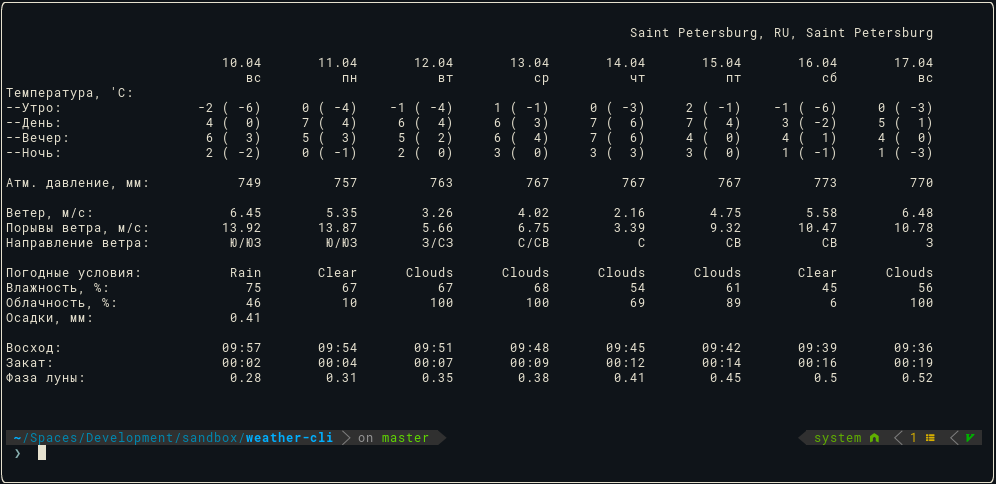 Saint Petersburg, RU, Saint Petersburg
10.04 11.04 12.04 13.04 14.04 15.04 16.04 17.04
вс пн вт ср чт пт сб вс
Температура, °C:
--Утро: -2 ( -6) 0 ( -4) -1 ( -4) 1 ( -1) 0 ( -3) 2 ( -1) -1 ( -6) 0 ( -3)
--День: 4 (  0) 7 (  4) 6 (  4) 6 (  3) 7 (  6) 7 (  4) 3 ( -2) 5 (  1)
--Вечер: 6 (  3) 5 (  3) 5 (  2) 6 (  4) 7 (  6) 4 (  0) 4 (  1) 4 (  0)
--Ночь: 2 ( -2) 0 ( -1) 2 (  0) 3 (  0) 3 (  3) 3 (  0) 1 ( -1) 1 ( -3)
Атм. давление, мм: 749 757 763 767 767 767 773 770
Ветер, м/с: 6.45 5.35 3.26 4.02 2.16 4.75 5.58 6.48
Порывы ветра, м/с: 13.92 13.87 5.66 6.75 3.39 9.32 10.47 10.78
Направление ветра: Ю/ЮЗ Ю/ЮЗ З/СЗ С/СВ С СВ СВ З
Погодные условия: Rain Clear Clouds Clouds Clouds Clouds Clear Clouds
Влажность, %: 75 67 67 68 54 61 45 56
Облачность, %: 46 10 100 100 69 89 6 100
Осадки, мм: 0.41
Восход: 09:57 09:54 09:51 09:48 09:45 09:42 09:39 09:36
Закат: 00:02 00:04 00:07 00:09 00:12 00:14 00:16 00:19
Фаза луны: 0.28 0.31 0.35 0.38 0.41 0.45 0.5 0.52
~/Spaces/Development/sandbox/weather-cli on master system 1
❯